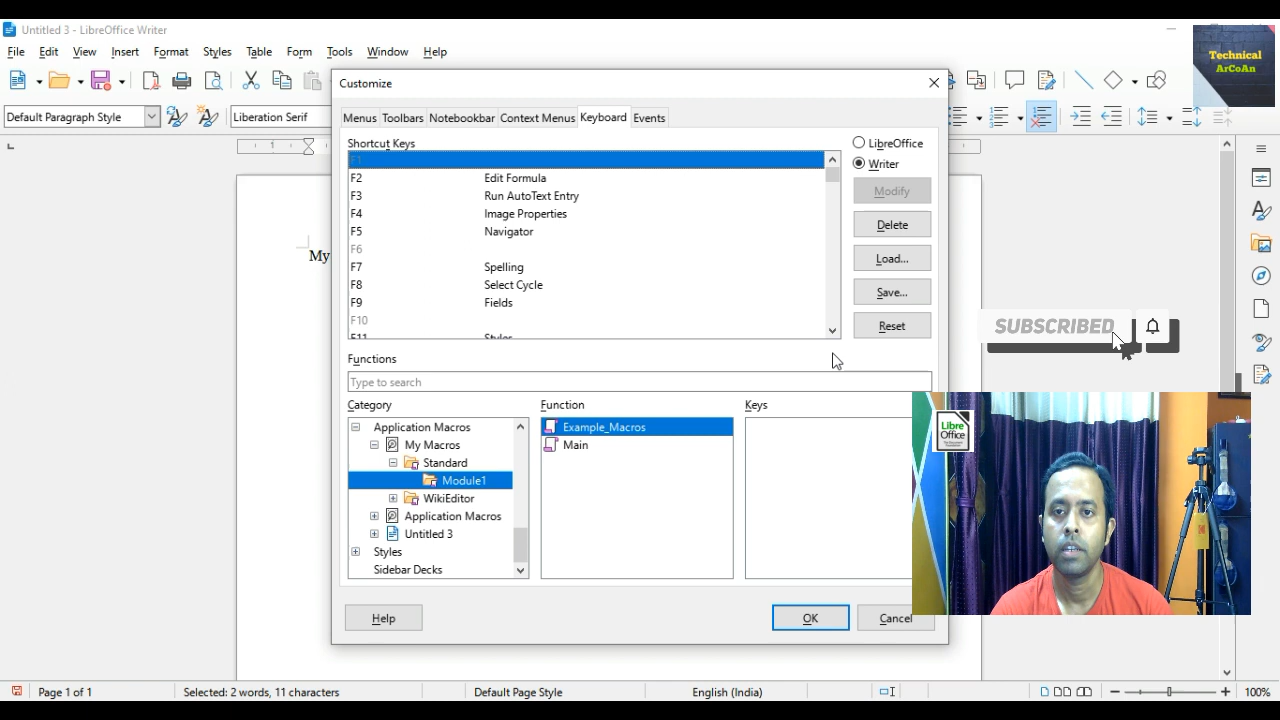 Untitled 3 - LibreOffice Writer
File Edit View Insert Format Styles Table Form Tools Window Help
Technical
ArCoAn
Default Paragraph Style
Liberation Serif
Customize
Menus Toolbars Notebookbar Context Menus Keyboard Events
Shortcut Keys
LibreOffice
Writer
F1
F2 Edit Formula
F3 Run AutoText Entry
F4 Image Properties
F5 Navigator
F6
F7 Spelling
F8 Select Cycle
F9 Fields
F10
F11 Styles
Modify
Delete
Load...
Save...
Reset
My
SUBSCRIBED
Functions
Type to search
Category
Function
Keys
Application Macros
My Macros
Standard
Module1
WikiEditor
Application Macros
Untitled 3
Styles
Sidebar Decks
Example_Macros
Main
Libre
Office
Help
OK
Cancel
Page 1 of 1
Selected: 2 words, 11 characters
Default Page Style
English (India)
100%